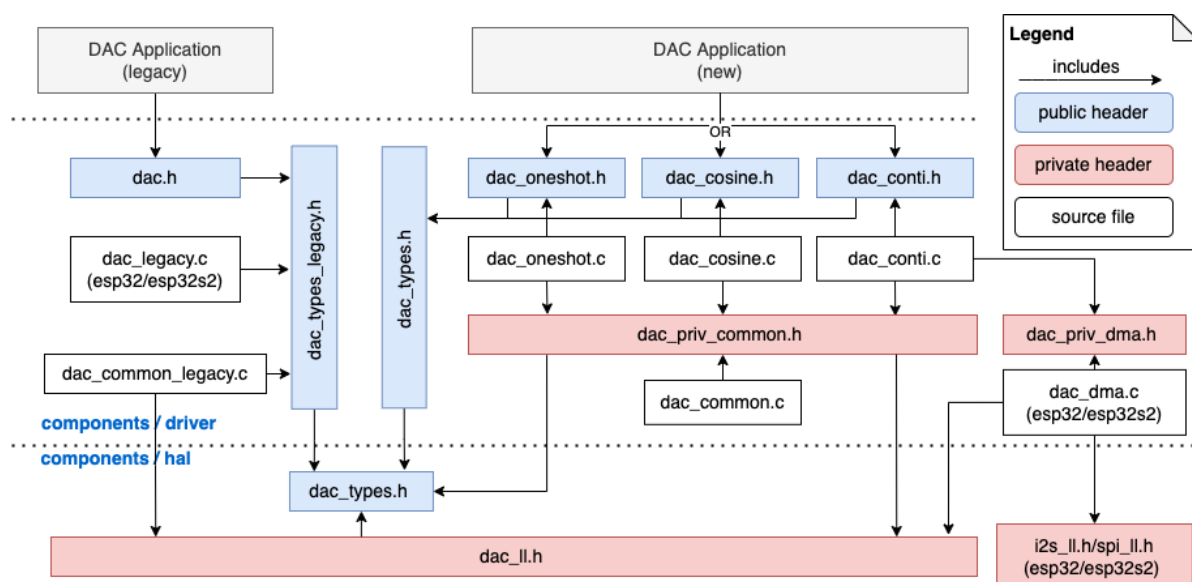 DAC Application
(legacy)
DAC Application
(new)
Legend
includes
public header
private header
source file
OR
dac.h
dac_types_legacy.h
dac_types.h
dac_oneshot.h
dac_cosine.h
dac_conti.h
dac_legacy.c
(esp32/esp32s2)
dac_oneshot.c
dac_cosine.c
dac_conti.c
dac_priv_common.h
dac_priv_dma.h
dac_common_legacy.c
dac_common.c
dac_dma.c
(esp32/esp32s2)
components / driver
components / hal
dac_types.h
dac_ll.h
i2s_ll.h/spi_ll.h
(esp32/esp32s2)